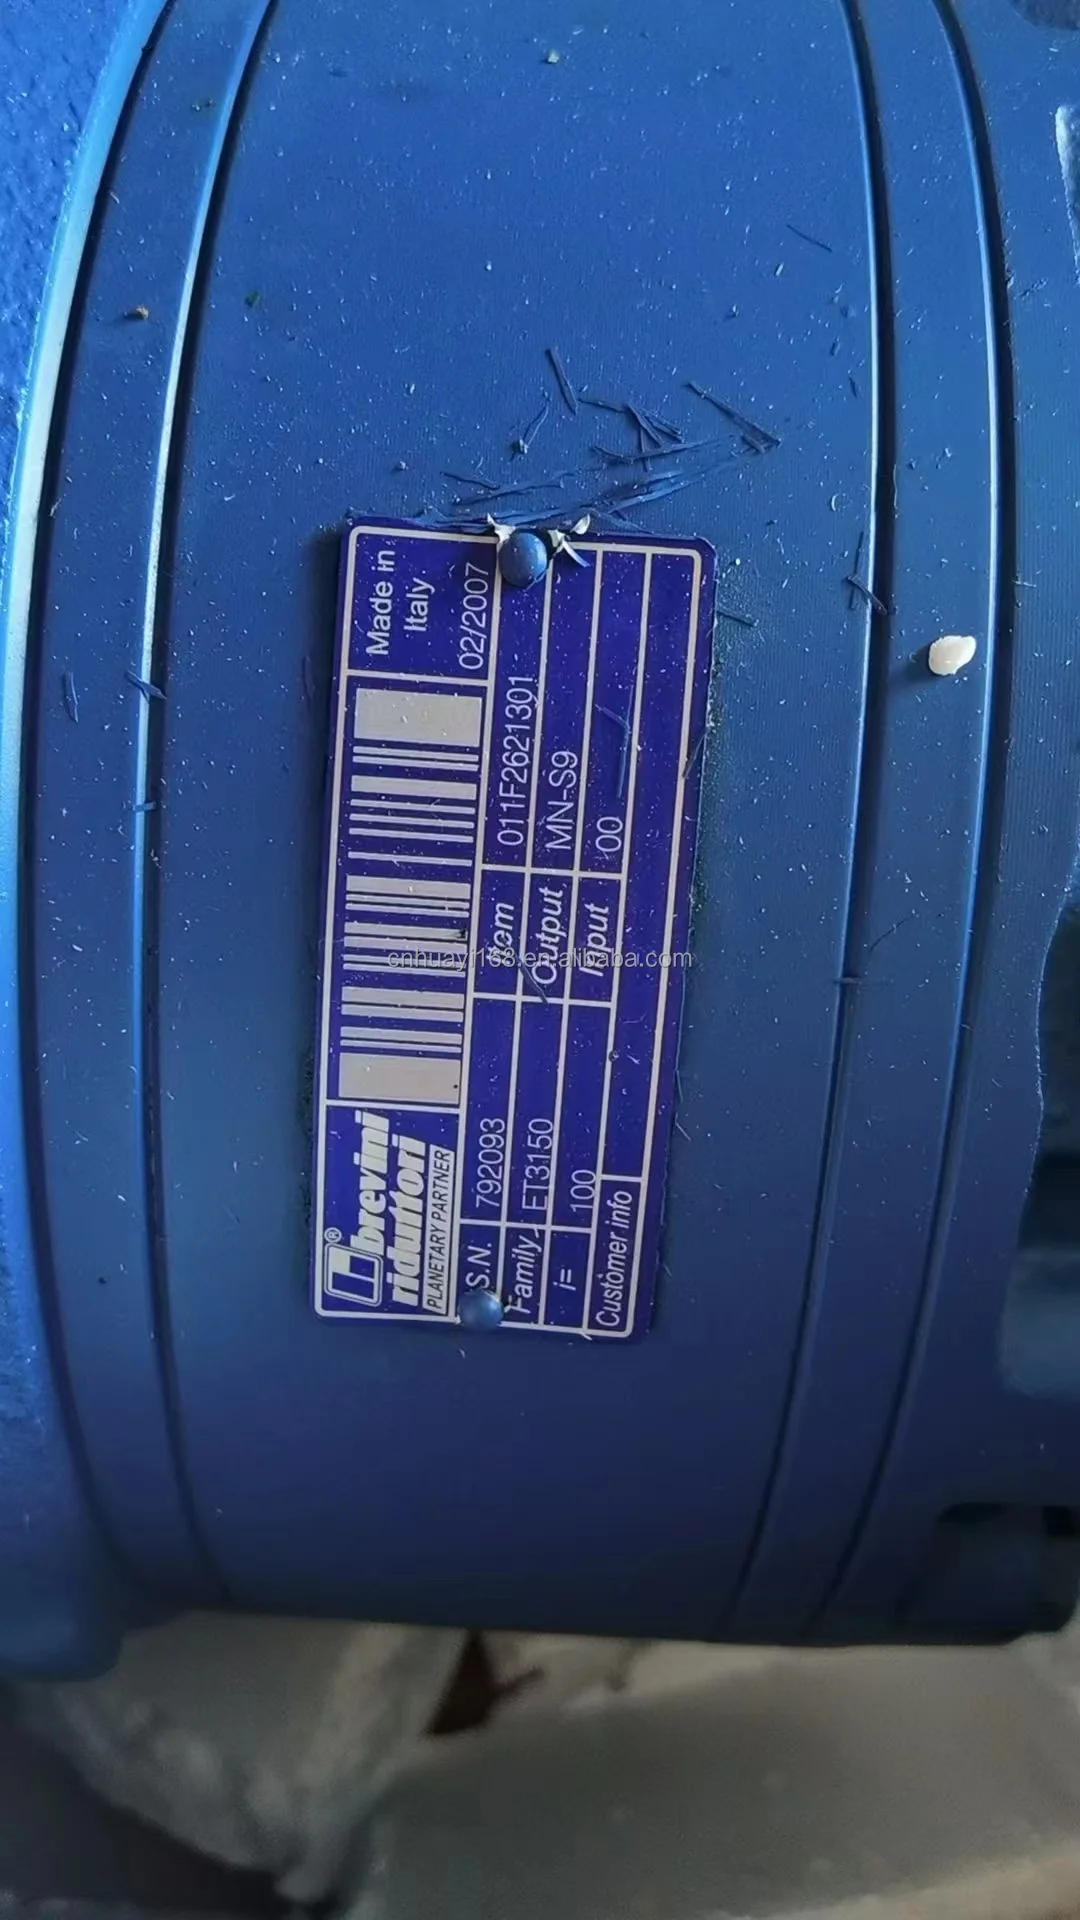 brevini®
riduttori
PLANETARY PARTNER
Made in
Italy
02/2007
S.N. 792093 Item 011F2621301
Family ET3150 Output MN-S9
i= 100 Input 00
Customer info
cnhuayi168.en.alibaba.com